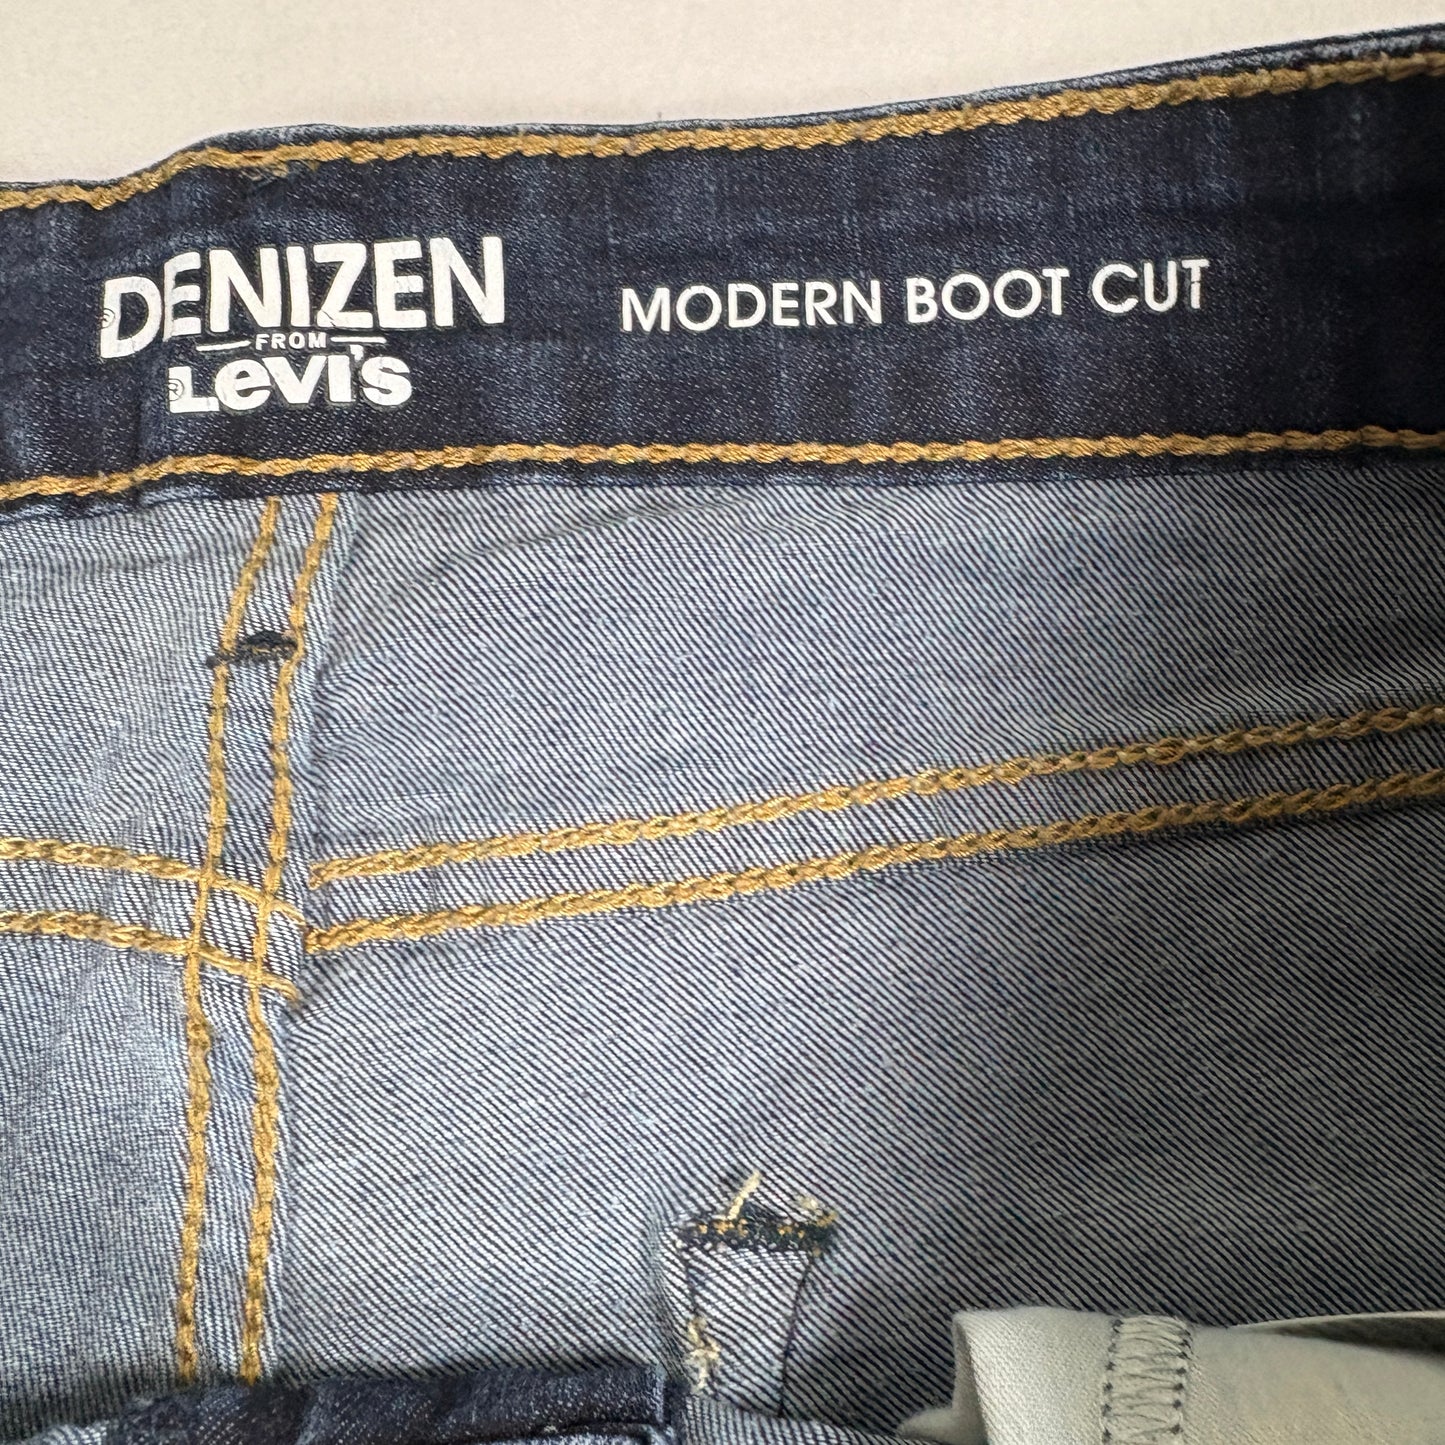 DENIZEN®
FROM
Levi's®
MODERN BOOT CUT